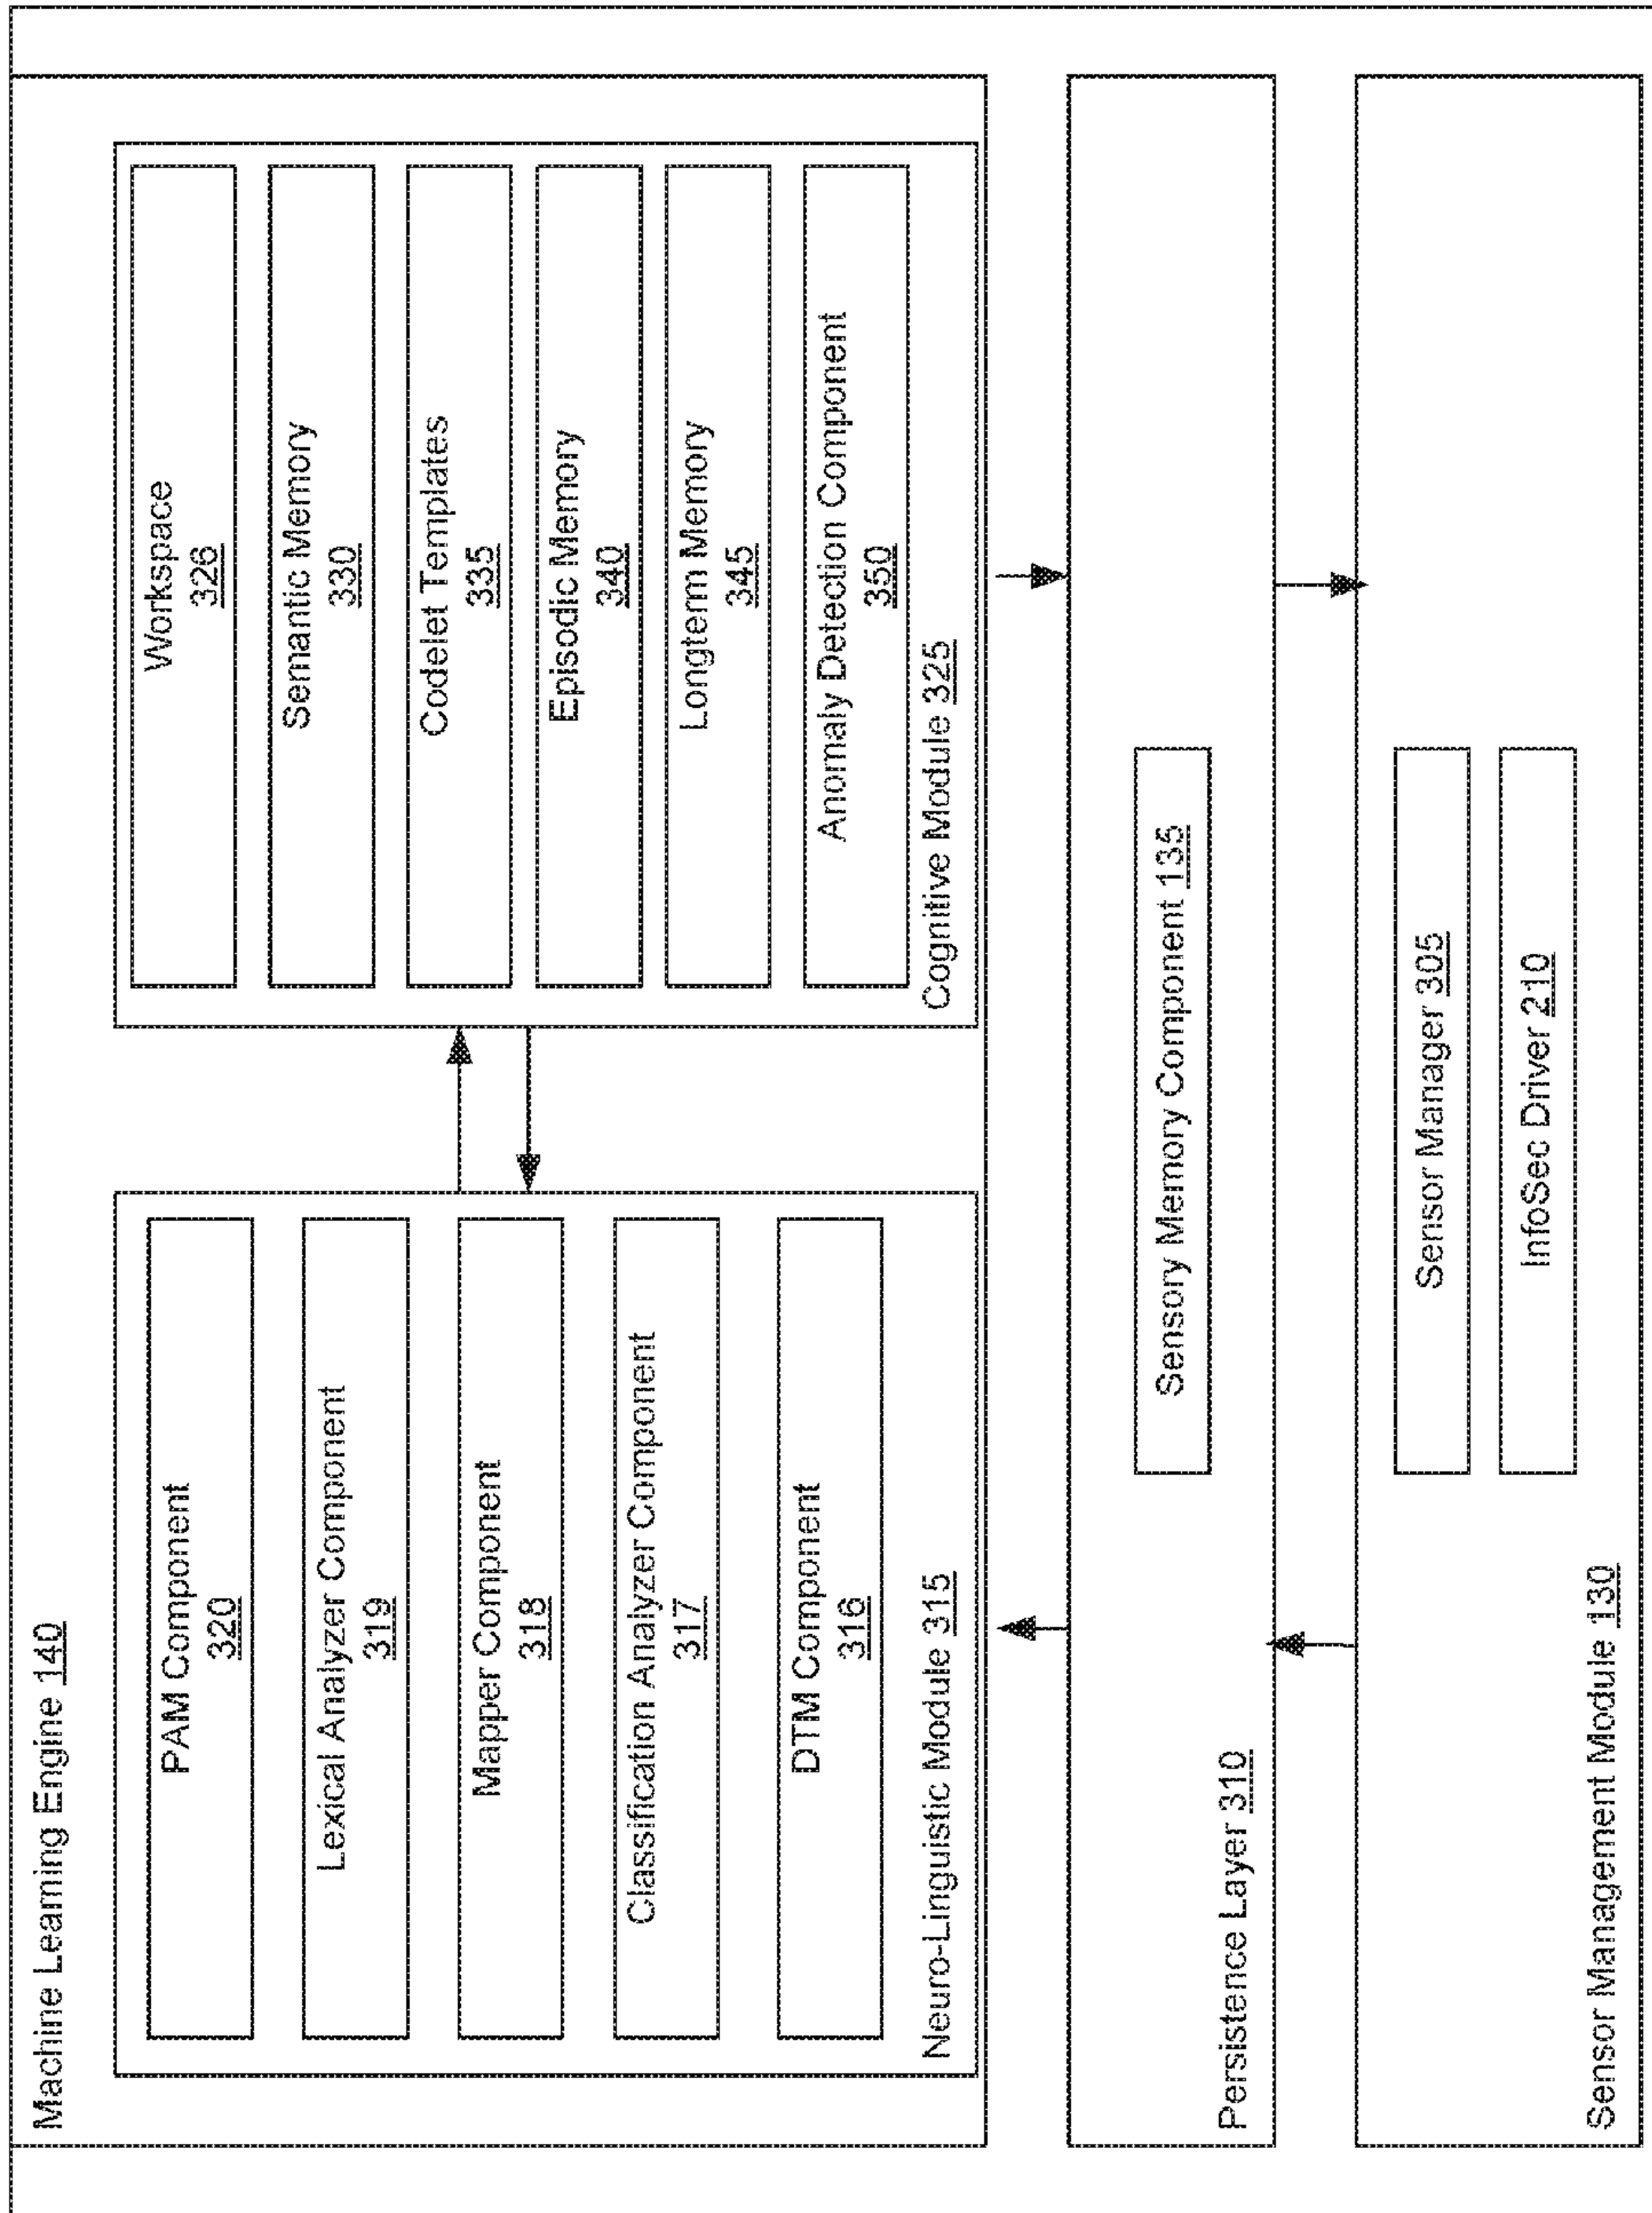 Machine Learning Engine 140
PAM Component
320
Lexical Analyzer Component
319
Mapper Component
318
Classification Analyzer Component
317
DTM Component
316
Neuro-Linguistic Module 315
Workspace
326
Semantic Memory
330
Codelet Templates
335
Episodic Memory
340
Longterm Memory
345
Anomaly Detection Component
350
Cognitive Module 325
Sensory Memory Component 135
Persistence Layer 310
Sensor Manager 305
InfoSec Driver 210
Sensor Management Module 130